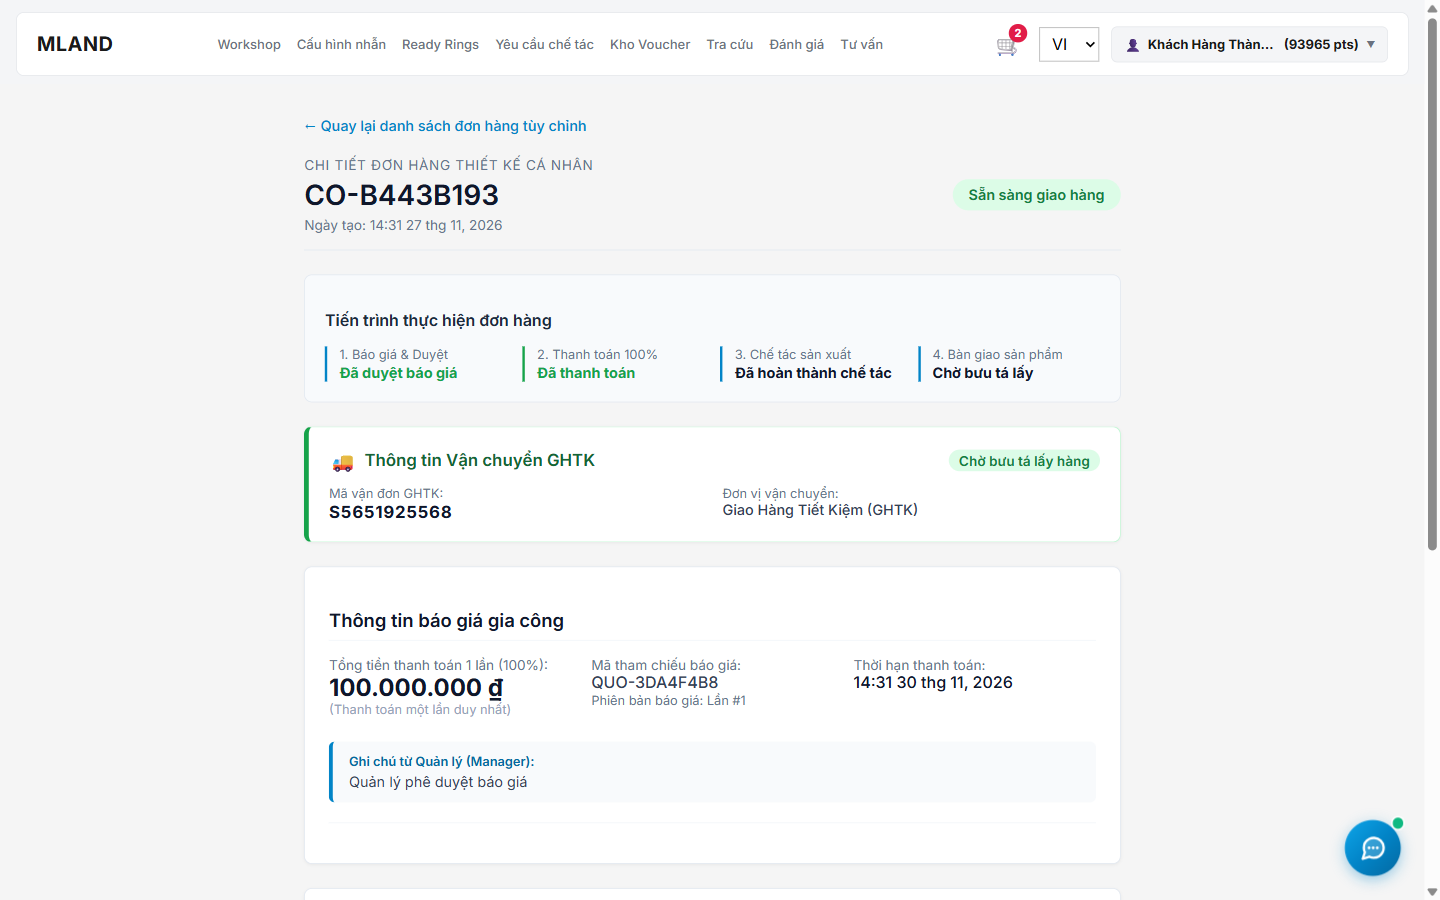 MLAND
Workshop
Cấu hình nhẫn
Ready Rings
Yêu cầu chế tác
Kho Voucher
Tra cứu
Đánh giá
Tư vấn
2
VI
Khách Hàng Thàn... (93965 pts) ▼
← Quay lại danh sách đơn hàng tùy chỉnh
CHI TIẾT ĐƠN HÀNG THIẾT KẾ CÁ NHÂN
CO-B443B193
Sẵn sàng giao hàng
Ngày tạo: 14:31 27 thg 11, 2026
Tiến trình thực hiện đơn hàng
1. Báo giá & Duyệt
Đã duyệt báo giá
2. Thanh toán 100%
Đã thanh toán
3. Chế tác sản xuất
Đã hoàn thành chế tác
4. Bàn giao sản phẩm
Chờ bưu tá lấy
Thông tin Vận chuyển GHTK
Chờ bưu tá lấy hàng
Mã vận đơn GHTK:
S5651925568
Đơn vị vận chuyển:
Giao Hàng Tiết Kiệm (GHTK)
Thông tin báo giá gia công
Tổng tiền thanh toán 1 lần (100%):
100.000.000 ₫
(Thanh toán một lần duy nhất)
Mã tham chiếu báo giá:
QUO-3DA4F4B8
Phiên bản báo giá: Lần #1
Thời hạn thanh toán:
14:31 30 thg 11, 2026
Ghi chú từ Quản lý (Manager):
Quản lý phê duyệt báo giá